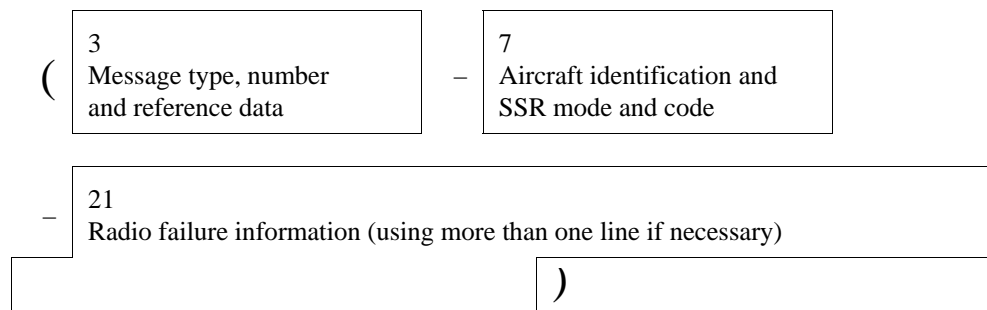 (
3
Message type, number
and reference data
–
7
Aircraft identification and
SSR mode and code
–
21
Radio failure information (using more than one line if necessary)
)